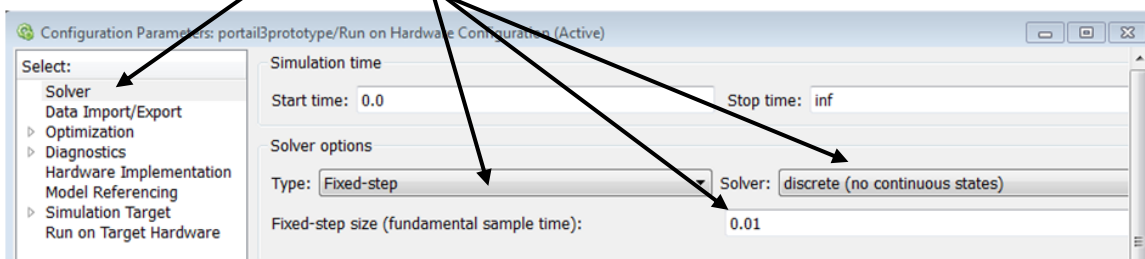 Configuration Parameters: portail3prototype/Run on Hardware Configuration (Active)
Select:
Solver
Data Import/Export
Optimization
Diagnostics
Hardware Implementation
Model Referencing
Simulation Target
Run on Target Hardware
Simulation time
Start time: 0.0 Stop time: inf
Solver options
Type: Fixed-step Solver: discrete (no continuous states)
Fixed-step size (fundamental sample time): 0.01